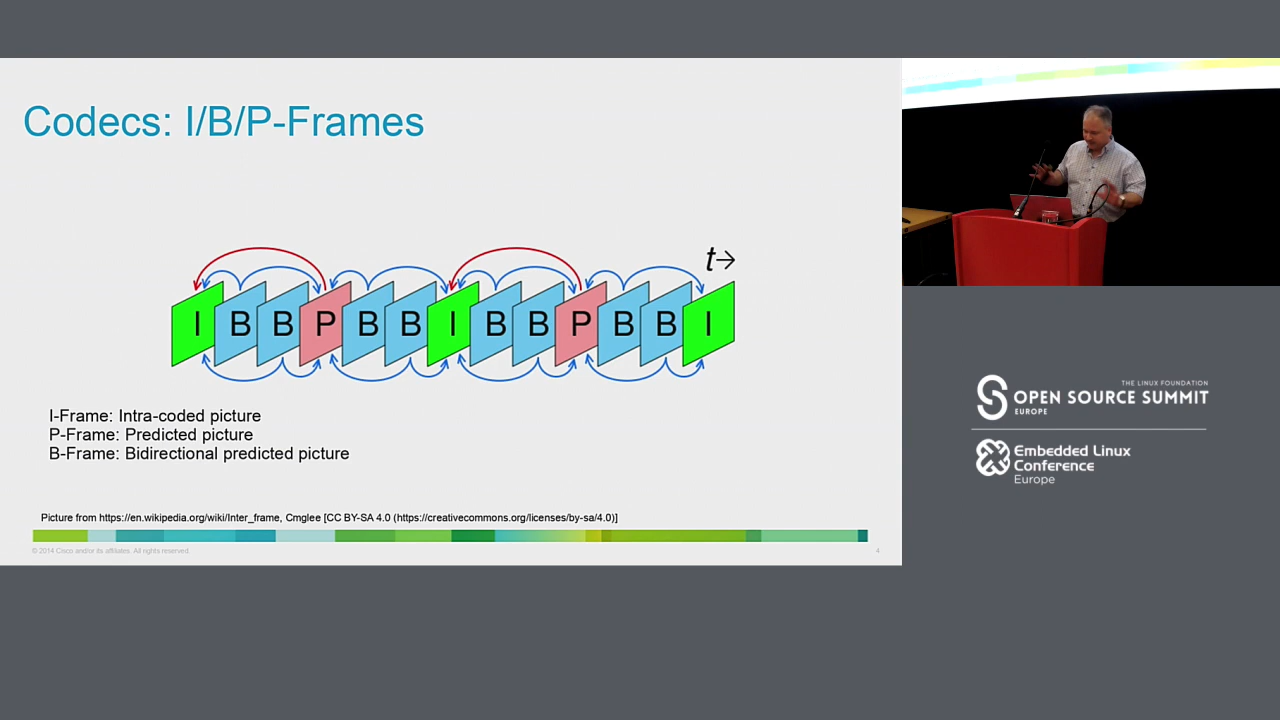 Codecs: I/B/P-Frames
t→
I B B P B B I B B P B B I
I-Frame: Intra-coded picture
P-Frame: Predicted picture
B-Frame: Bidirectional predicted picture
Picture from https://en.wikipedia.org/wiki/Inter_frame, Cmglee [CC BY-SA 4.0 (https://creativecommons.org/licenses/by-sa/4.0)]
© 2014 Cisco and/or its affiliates. All rights reserved.
4
THE LINUX FOUNDATION
OPEN SOURCE SUMMIT
EUROPE
Embedded Linux
Conference
Europe